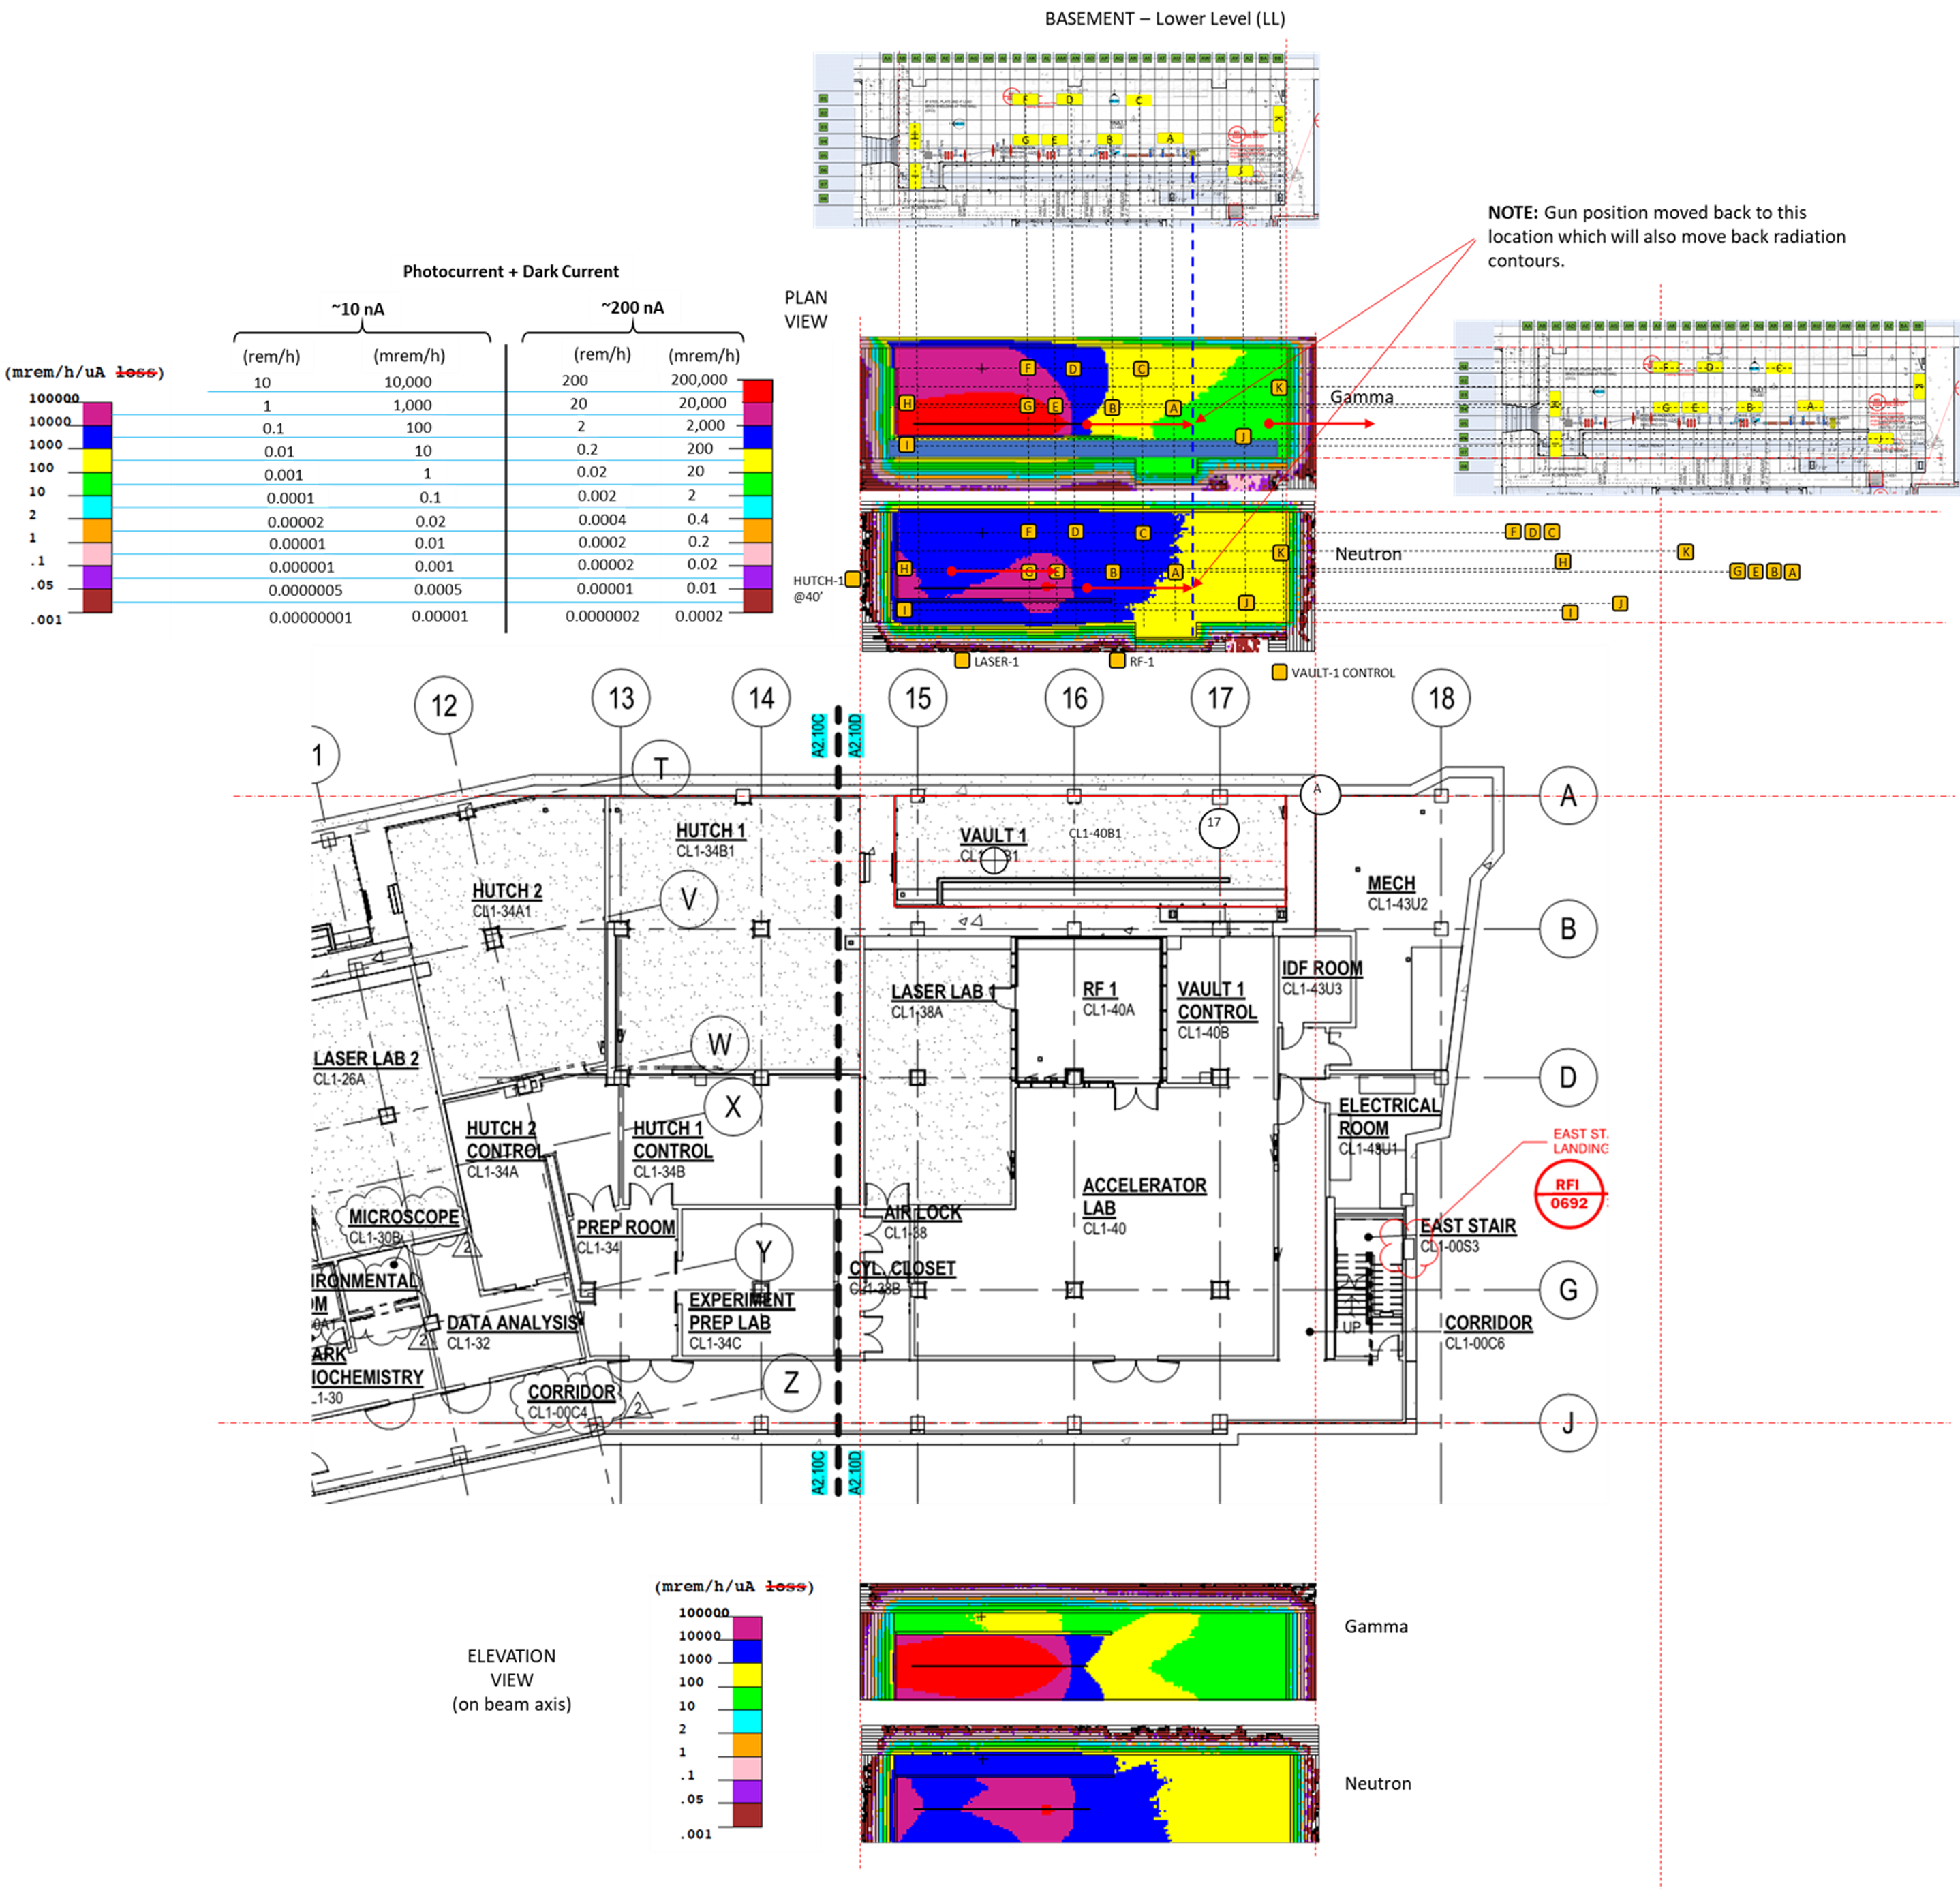 BASEMENT – Lower Level (LL)
F
D
C
K
G
E
B
A
J
NOTE: Gun position moved back to this
location which will also move back radiation
contours.
Photocurrent + Dark Current
~10 nA
~200 nA
(rem/h)
(mrem/h)
(rem/h)
(mrem/h)
(mrem/h/uA loss)
10
10,000
200
200,000
1
1,000
20
20,000
0.1
100
2
2,000
0.01
10
0.2
200
0.001
1
0.02
20
0.0001
0.1
0.002
2
0.00002
0.02
0.0004
0.4
0.00001
0.01
0.0002
0.2
0.000001
0.001
0.00002
0.02
0.0000005
0.0005
0.00001
0.01
0.00000001
0.00001
0.0000002
0.0002
100000
10000
1000
100
10
2
1
.1
.05
.001
PLAN
VIEW
F
D
C
K
H
G
E
B
A
J
I
Gamma
F
D
C
K
H
G
E
B
A
J
I
Neutron
F
D
C
G
E
B
A
K
J
F D C
K
H
G E B A
J
I
HUTCH-1
@40'
LASER-1
RF-1
VAULT-1 CONTROL
1
12
13
14
A2.10C
A2.10D
15
16
17
18
T
V
W
X
Y
Z
A
B
D
G
J
A
17
HUTCH 1
CL1-34B1
HUTCH 2
CL1-34A1
VAULT 1
CL1-40B1
MECH
CL1-43U2
LASER LAB 1
CL1-38A
RF 1
CL1-40A
VAULT 1
CONTROL
CL1-40B
IDF ROOM
CL1-43U3
LASER LAB 2
CL1-26A
HUTCH 2
CONTROL
CL1-34A
HUTCH 1
CONTROL
CL1-34B
ELECTRICAL
ROOM
CL1-43U1
EAST ST.
LANDING
RFI
0692
MICROSCOPE
CL1-30B
2
PREP ROOM
CL1-34
AIR LOCK
CL1-38
ACCELERATOR
LAB
CL1-40
EAST STAIR
CL1-00S3
CYL. CLOSET
CL1-38B
IRONMENTAL
DATA ANALYSIS
CL1-32
2
EXPERIMENT
PREP LAB
CL1-34C
UP
CORRIDOR
CL1-00C6
ARK
IOCHEMISTRY
1-30
CORRIDOR
CL1-00C4
2
A2.10C
A2.10D
(mrem/h/uA loss)
100000
10000
1000
100
10
2
1
.1
.05
.001
ELEVATION
VIEW
(on beam axis)
Gamma
Neutron